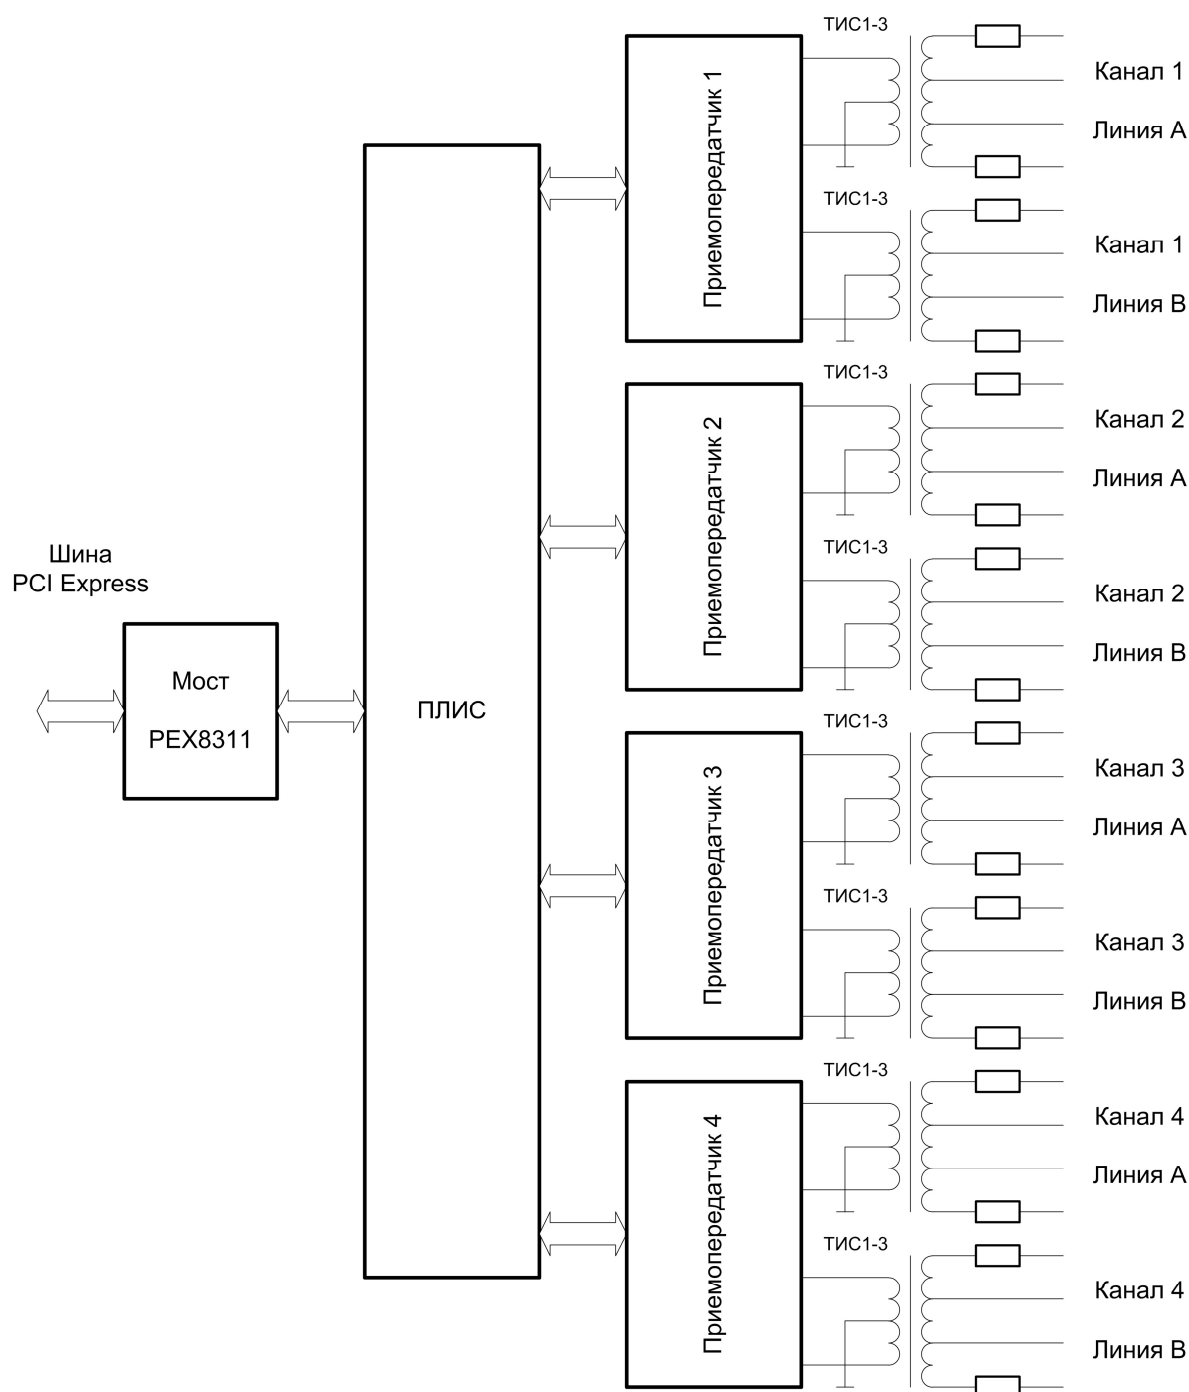 ТИС1-3
Канал 1
Линия А
Приемопередатчик 1
ТИС1-3
Канал 1
Линия В
ТИС1-3
Канал 2
Линия А
Приемопередатчик 2
ТИС1-3
Канал 2
Линия В
Шина
PCI Express
Мост
PEX8311
ПЛИС
ТИС1-3
Канал 3
Линия А
Приемопередатчик 3
ТИС1-3
Канал 3
Линия В
ТИС1-3
Канал 4
Линия А
Приемопередатчик 4
ТИС1-3
Канал 4
Линия В